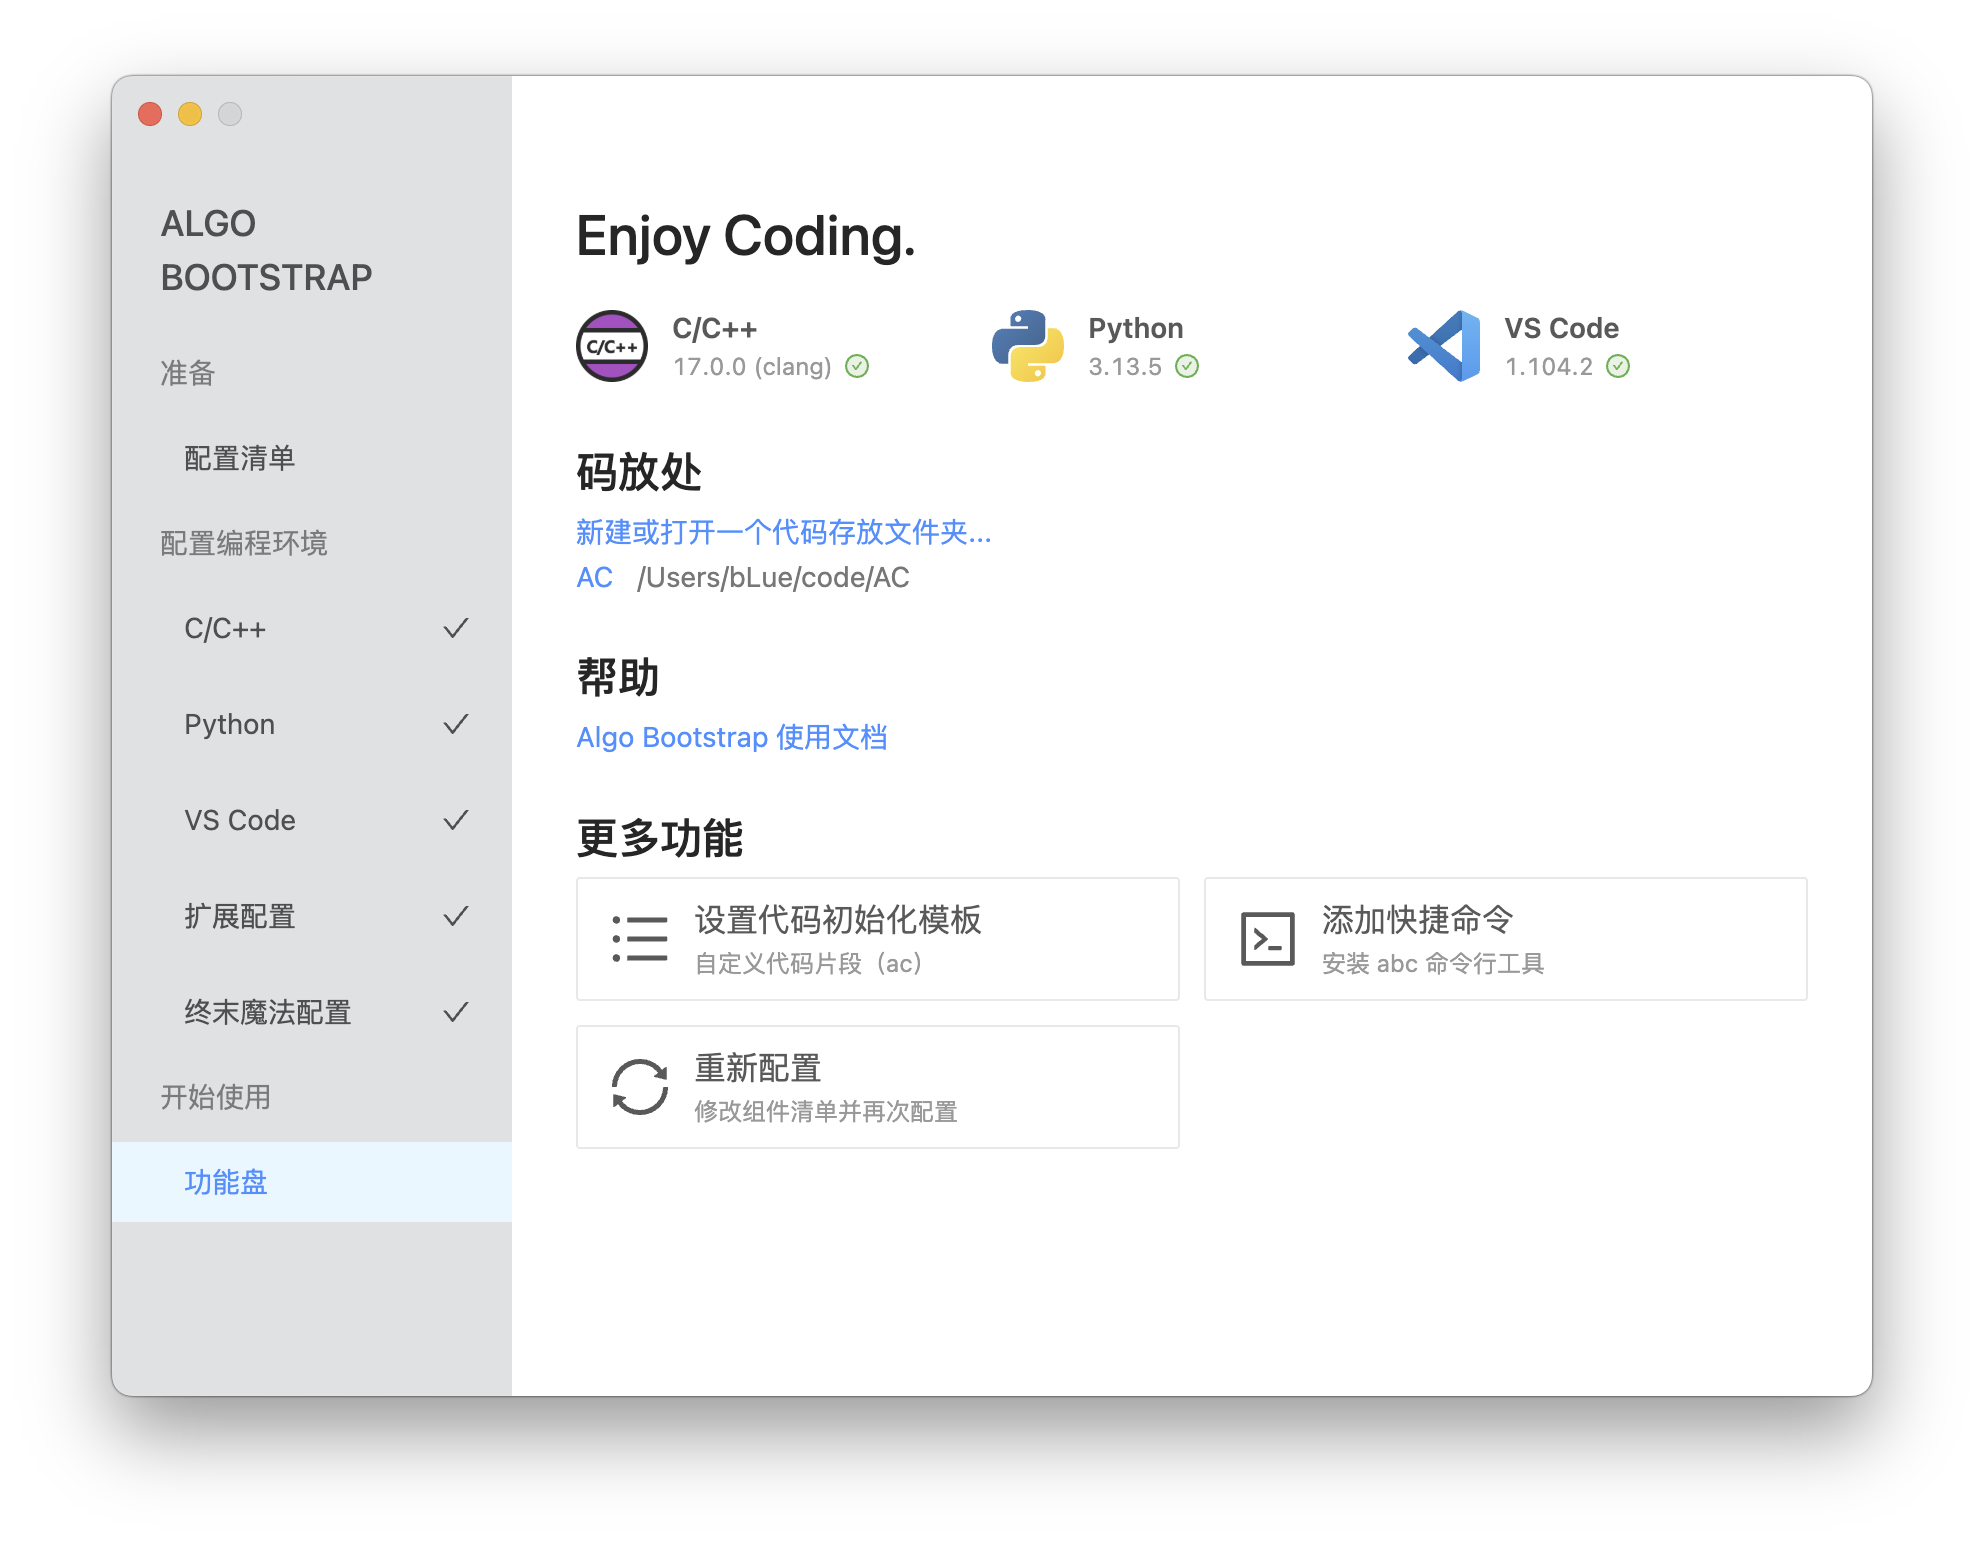 ALGO
BOOTSTRAP
准备
配置清单
配置编程环境
C/C++
Python
VS Code
扩展配置
终末魔法配置
开始使用
功能盘
Enjoy Coding.
C/C++
C/C++
17.0.0 (clang)
Python
3.13.5
VS Code
1.104.2
码放处
新建或打开一个代码存放文件夹...
AC /Users/bLue/code/AC
帮助
Algo Bootstrap 使用文档
更多功能
设置代码初始化模板
自定义代码片段（ac）
添加快捷命令
安装 abc 命令行工具
重新配置
修改组件清单并再次配置